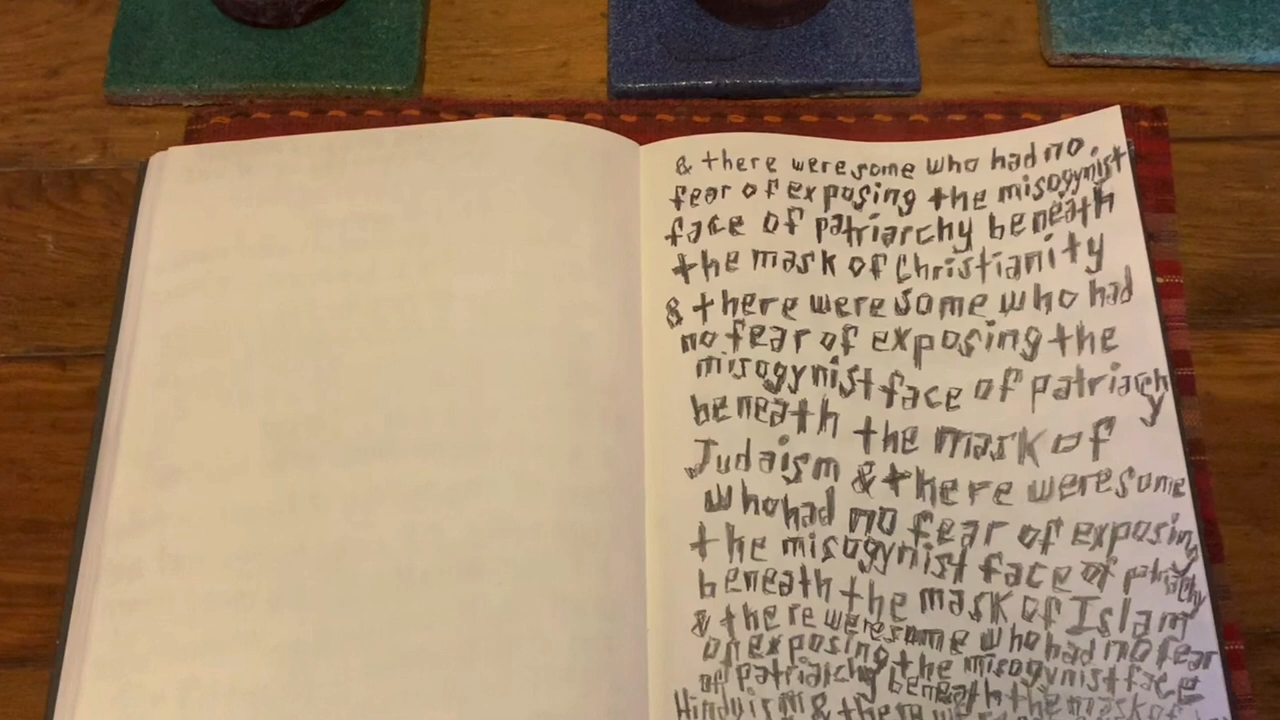 & there were some who had no
fear of exposing the misogynist
face of patriarchy beneath
the mask of Christianity
& there were some who had
no fear of exposing the
misogynist face of patriarchy
beneath the mask of
Judaism & there were some
who had no fear of exposing
the misogynist face of patriarchy
beneath the mask of Islam
& there were some who had no fear
of exposing the misogynist face
of patriarchy beneath the mask of
Hinduism & there were